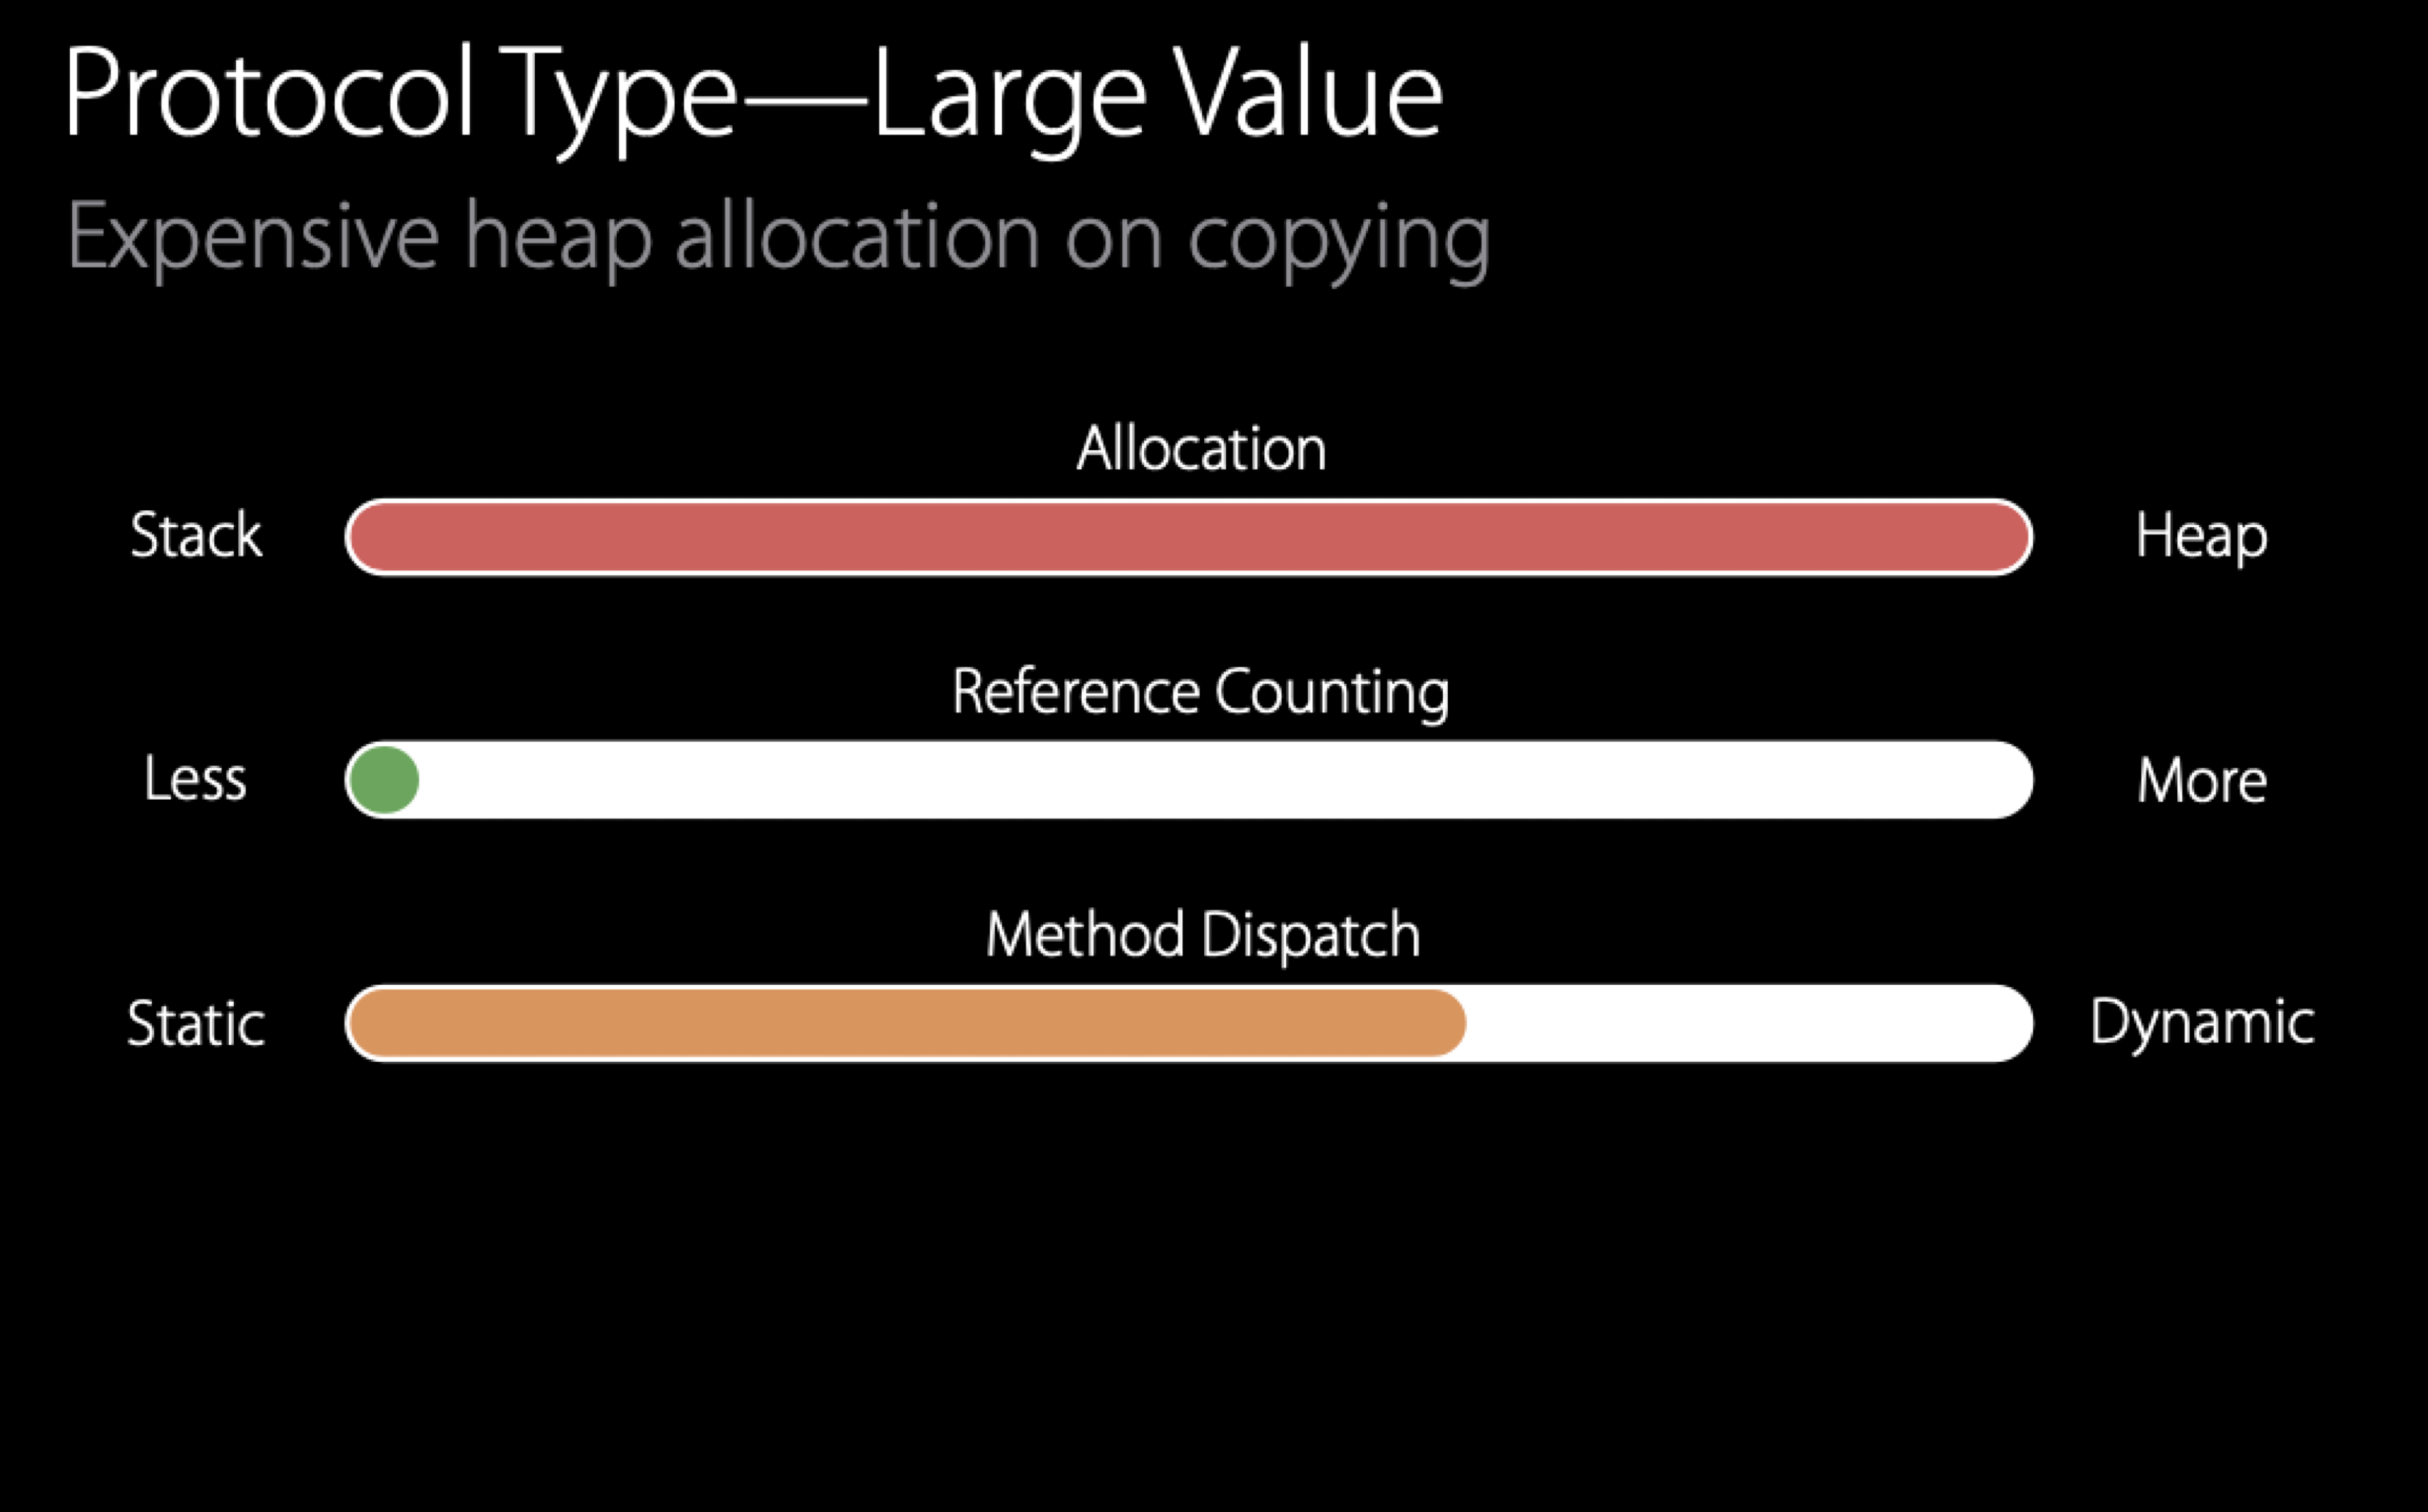 Protocol Type—Large Value
Expensive heap allocation on copying
Allocation
Stack
Heap
Reference Counting
Less
More
Method Dispatch
Static
Dynamic